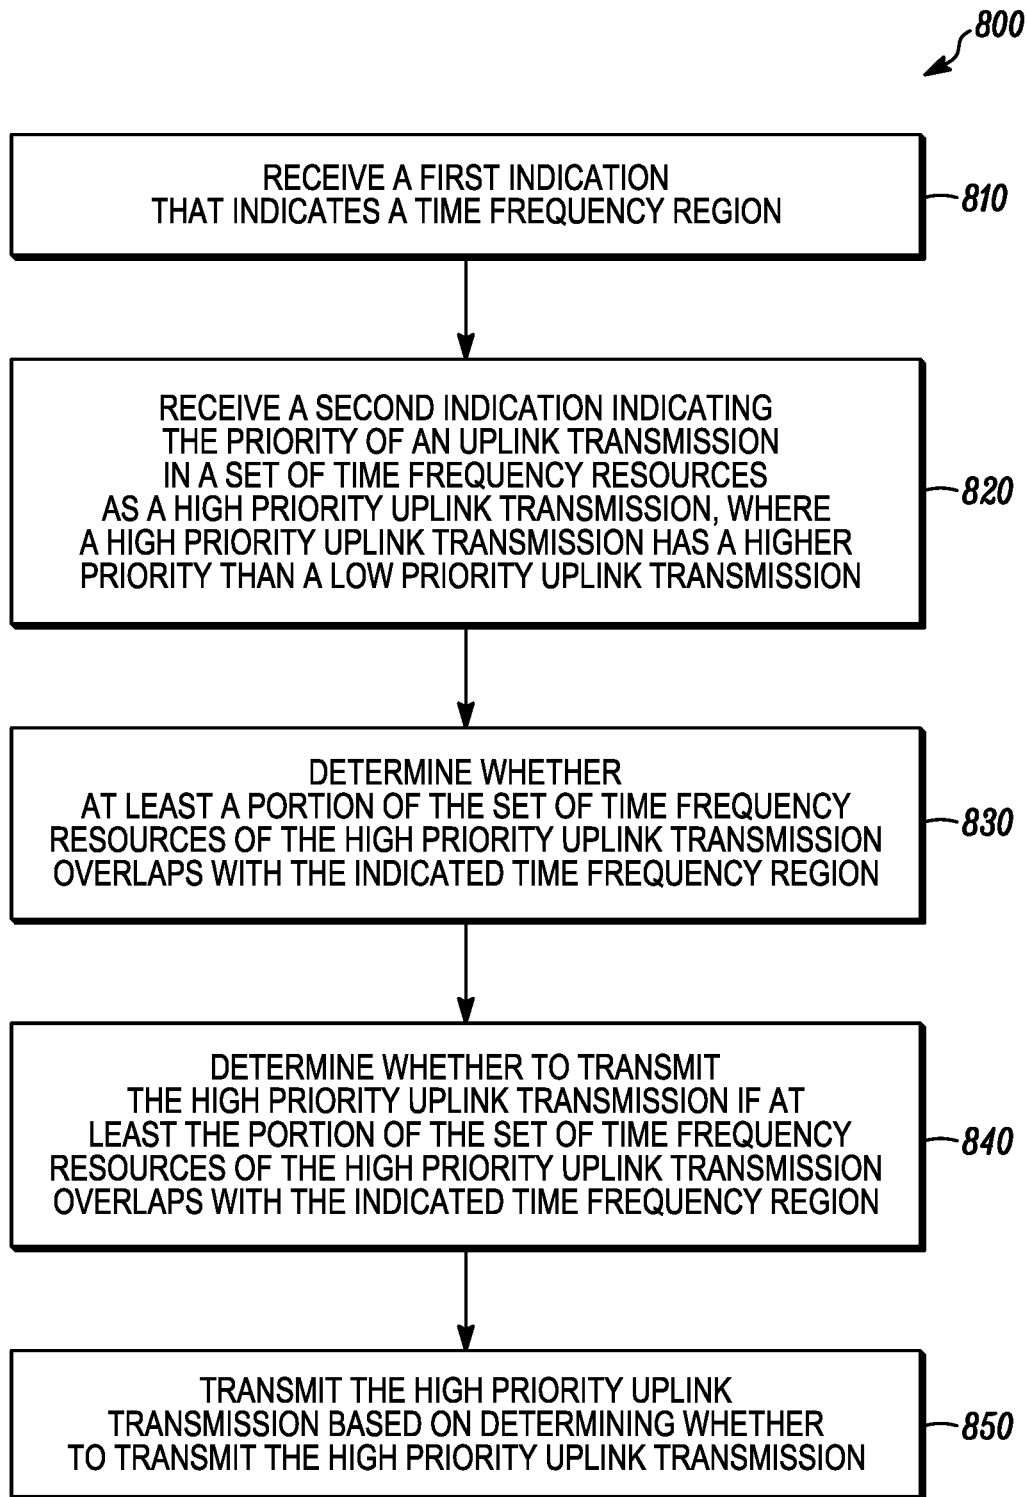 800
RECEIVE A FIRST INDICATION
THAT INDICATES A TIME FREQUENCY REGION
810
RECEIVE A SECOND INDICATION INDICATING
THE PRIORITY OF AN UPLINK TRANSMISSION
IN A SET OF TIME FREQUENCY RESOURCES
AS A HIGH PRIORITY UPLINK TRANSMISSION, WHERE
A HIGH PRIORITY UPLINK TRANSMISSION HAS A HIGHER
PRIORITY THAN A LOW PRIORITY UPLINK TRANSMISSION
820
DETERMINE WHETHER
AT LEAST A PORTION OF THE SET OF TIME FREQUENCY
RESOURCES OF THE HIGH PRIORITY UPLINK TRANSMISSION
OVERLAPS WITH THE INDICATED TIME FREQUENCY REGION
830
DETERMINE WHETHER TO TRANSMIT
THE HIGH PRIORITY UPLINK TRANSMISSION IF AT
LEAST THE PORTION OF THE SET OF TIME FREQUENCY
RESOURCES OF THE HIGH PRIORITY UPLINK TRANSMISSION
OVERLAPS WITH THE INDICATED TIME FREQUENCY REGION
840
TRANSMIT THE HIGH PRIORITY UPLINK
TRANSMISSION BASED ON DETERMINING WHETHER
TO TRANSMIT THE HIGH PRIORITY UPLINK TRANSMISSION
850